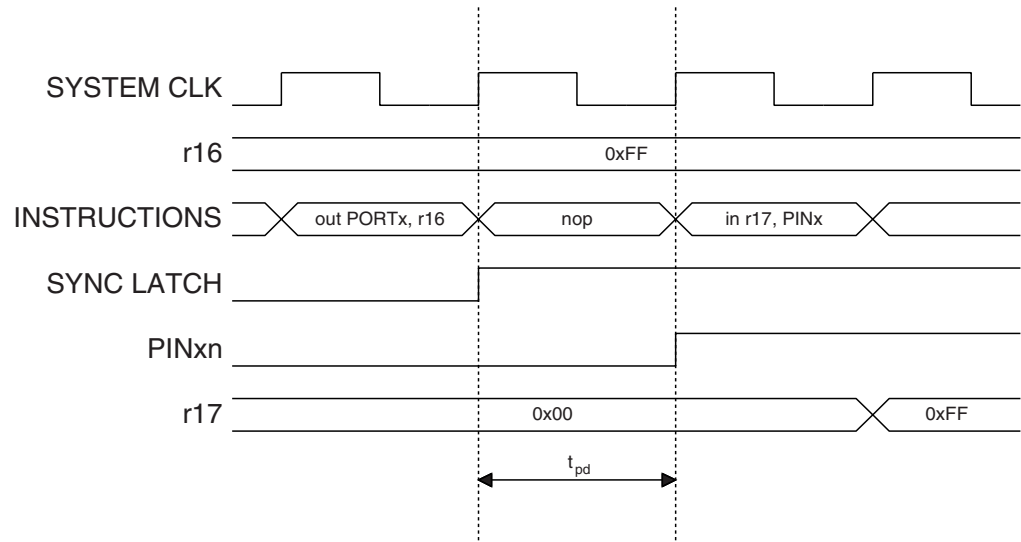 SYSTEM CLK
r16
0xFF
INSTRUCTIONS
out PORTx, r16
nop
in r17, PINx
SYNC LATCH
PINxn
r17
0x00
0xFF
tpd